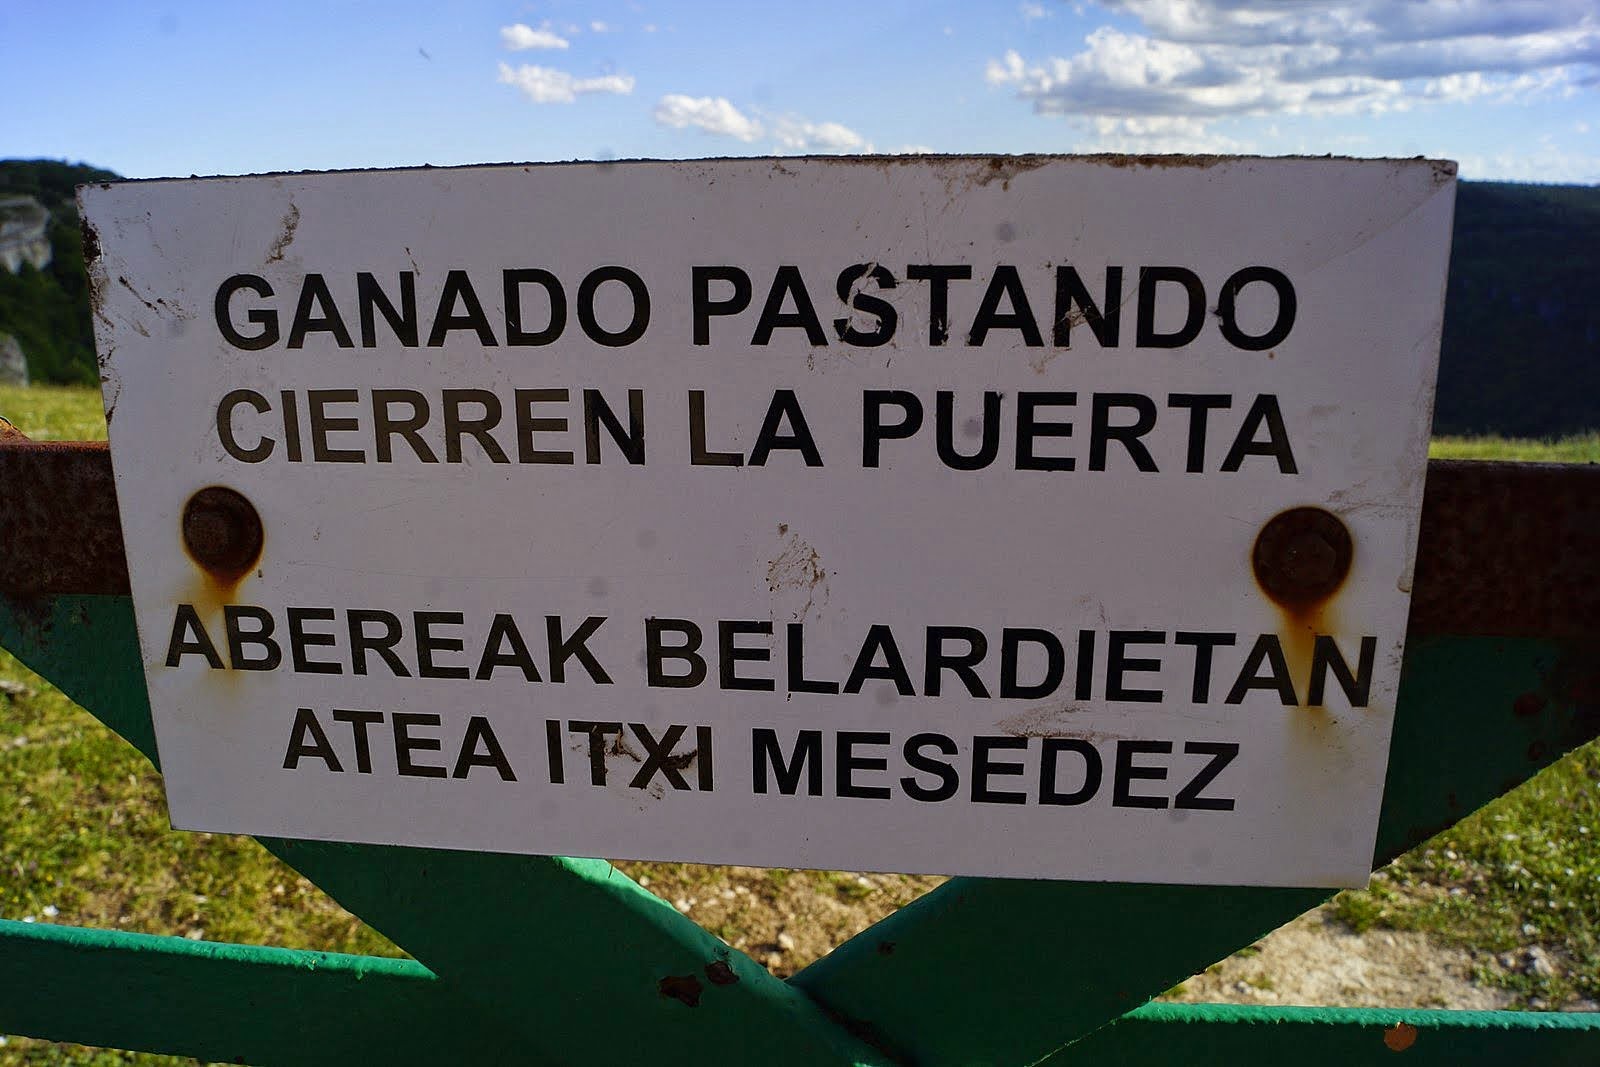 GANADO PASTANDO
CIERREN LA PUERTA
ABEREAK BELARDIETAN
ATEA ITXI MESEDEZ